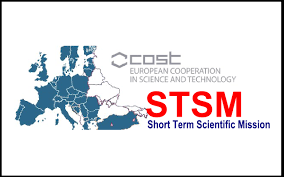 cost
EUROPEAN COOPERATION
IN SCIENCE AND TECHNOLOGY
STSM
Short Term Scientific Mission